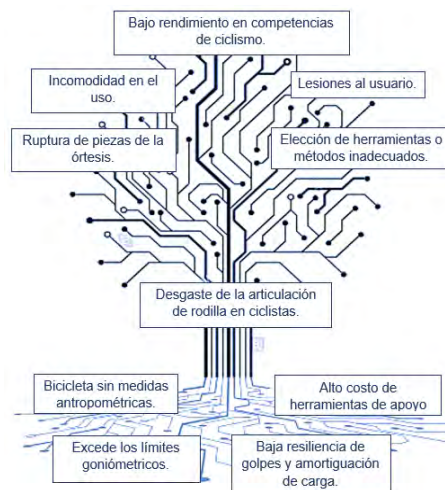 Bajo rendimiento en competencias
de ciclismo.
Incomodidad en el
uso.
Lesiones al usuario.
Ruptura de piezas de la
órtesis.
Elección de herramientas o
métodos inadecuados.
Desgaste de la articulación
de rodilla en ciclistas.
Bicicleta sin medidas
antropométricas.
Alto costo de
herramientas de apoyo
Excede los límites
goniómetricos.
Baja resiliencia de
golpes y amortiguación
de carga.